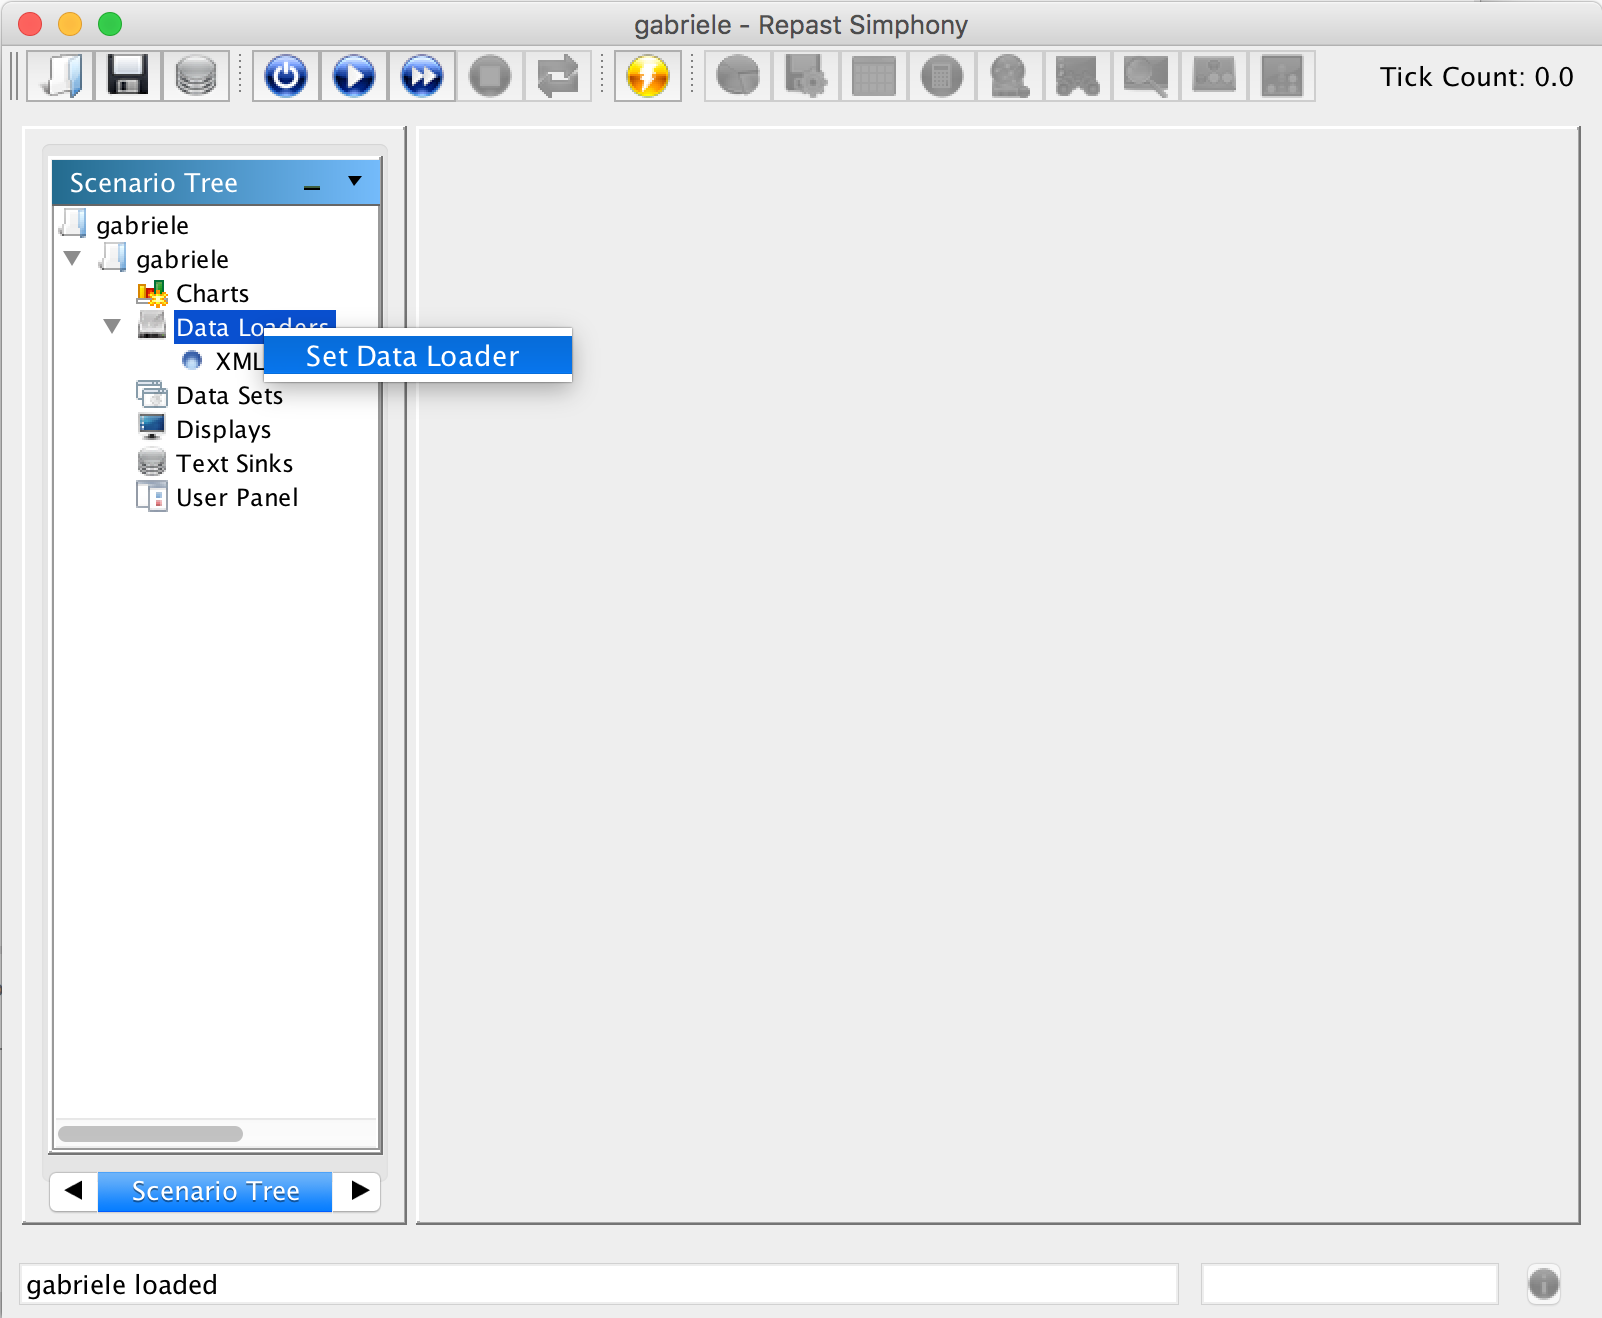 gabriele - Repast Simphony
Tick Count: 0.0
Scenario Tree
gabriele
gabriele
Charts
Data Loaders
Set Data Loader
XML
Data Sets
Displays
Text Sinks
User Panel
Scenario Tree
gabriele loaded